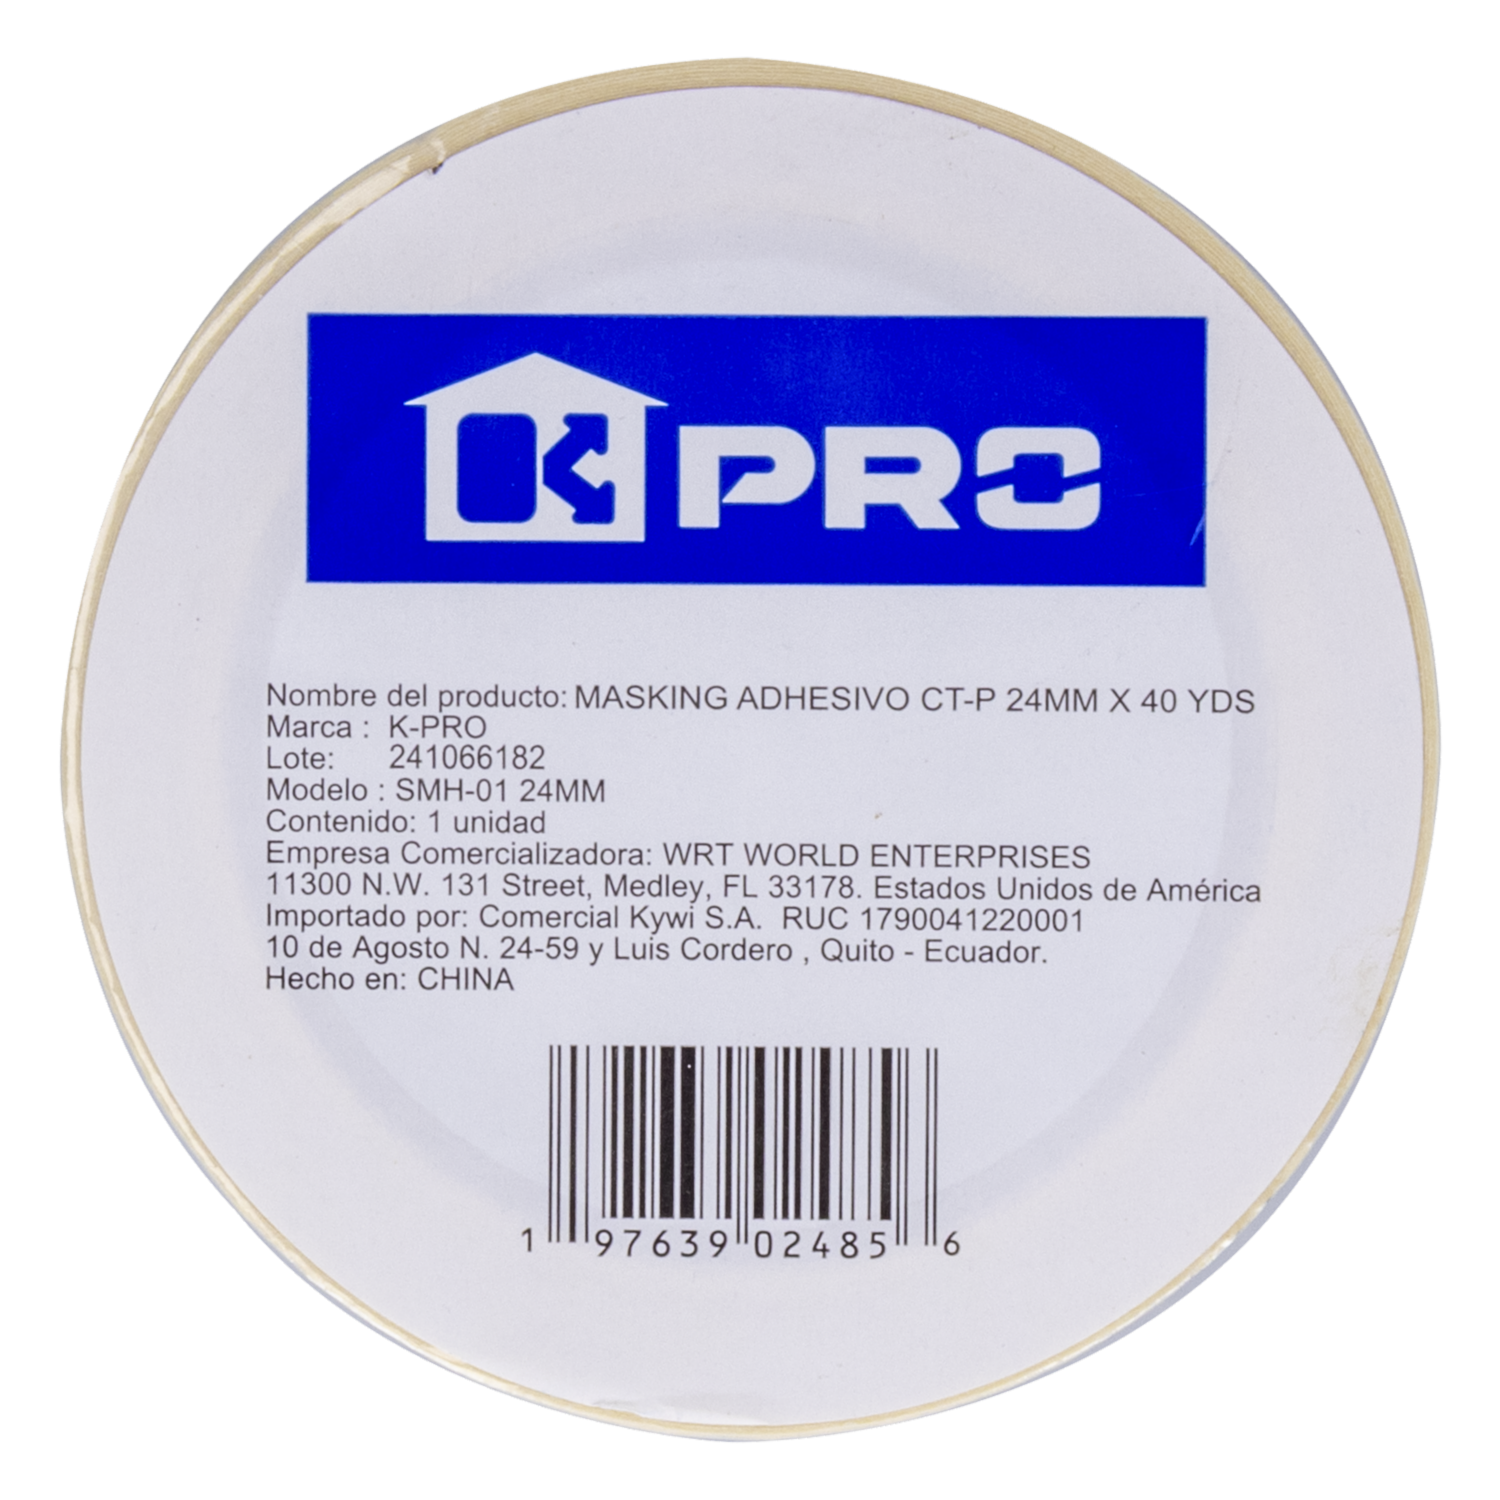 K PRO
Nombre del producto: MASKING ADHESIVO CT-P 24MM X 40 YDS
Marca : K-PRO
Lote: 241066182
Modelo : SMH-01 24MM
Contenido: 1 unidad
Empresa Comercializadora: WRT WORLD ENTERPRISES
11300 N.W. 131 Street, Medley, FL 33178. Estados Unidos de América
Importado por: Comercial Kywi S.A. RUC 1790041220001
10 de Agosto N. 24-59 y Luis Cordero , Quito - Ecuador.
Hecho en: CHINA
1 97639 02485 6